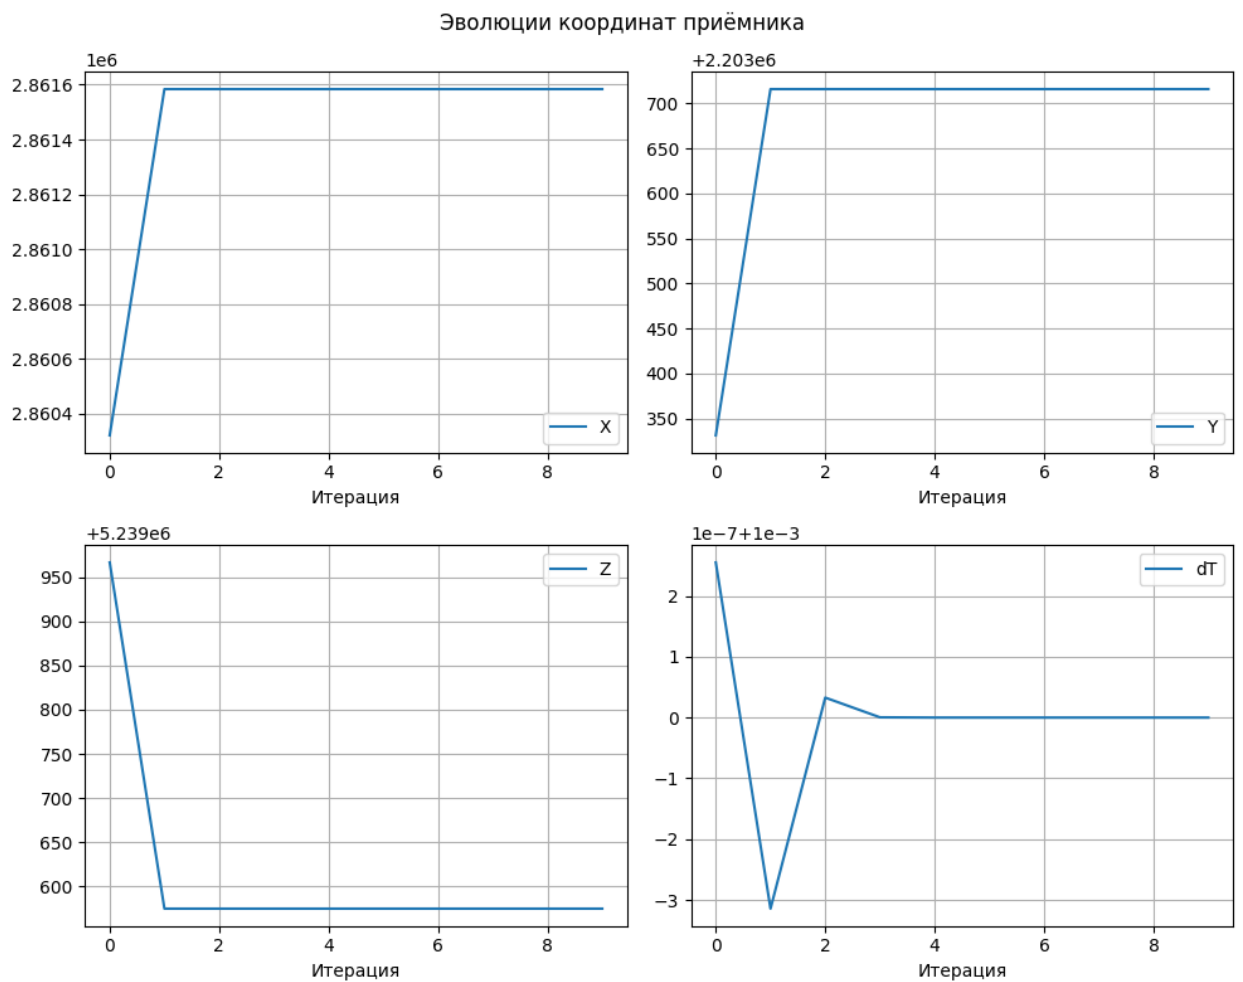 Эволюции координат приёмника
1e6
2.8616
2.8614
2.8612
2.8610
2.8608
2.8606
2.8604
X
0 2 4 6 8
Итерация
+2.203e6
700
650
600
550
500
450
400
350
Y
0 2 4 6 8
Итерация
+5.239e6
950
900
850
800
750
700
650
600
Z
0 2 4 6 8
Итерация
1e−7+1e−3
2
1
0
−1
−2
−3
dT
0 2 4 6 8
Итерация